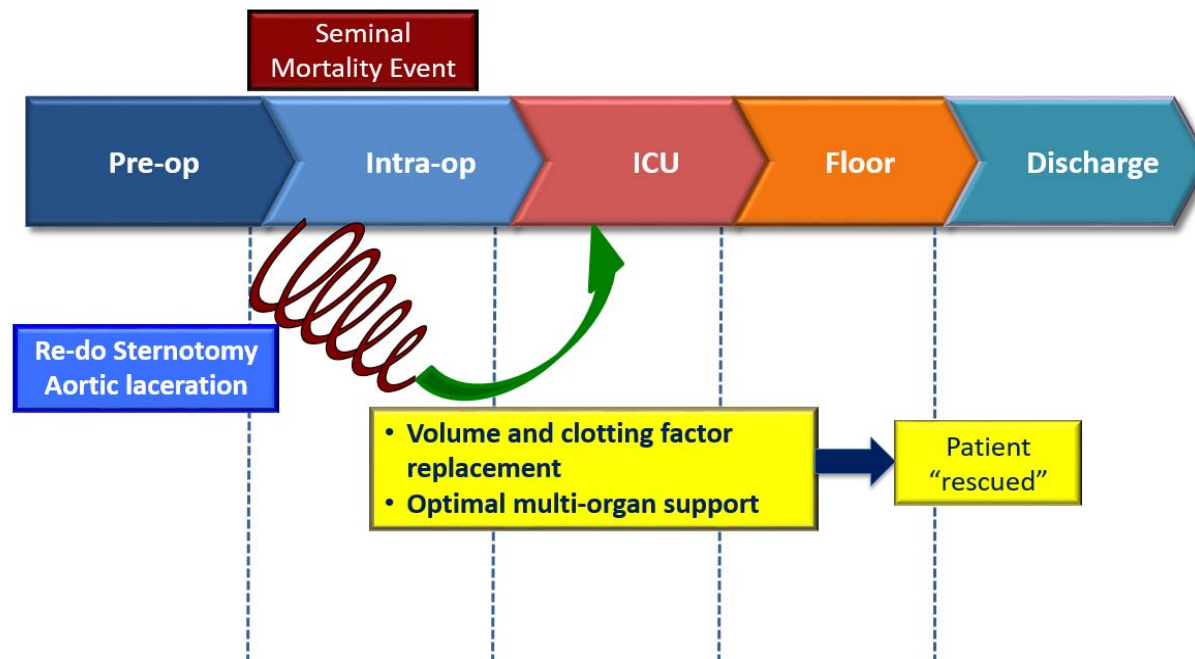 Seminal
Mortality Event
Pre-op
Intra-op
ICU
Floor
Discharge
Re-do Sternotomy
Aortic laceration
• Volume and clotting factor
replacement
• Optimal multi-organ support
Patient
“rescued”